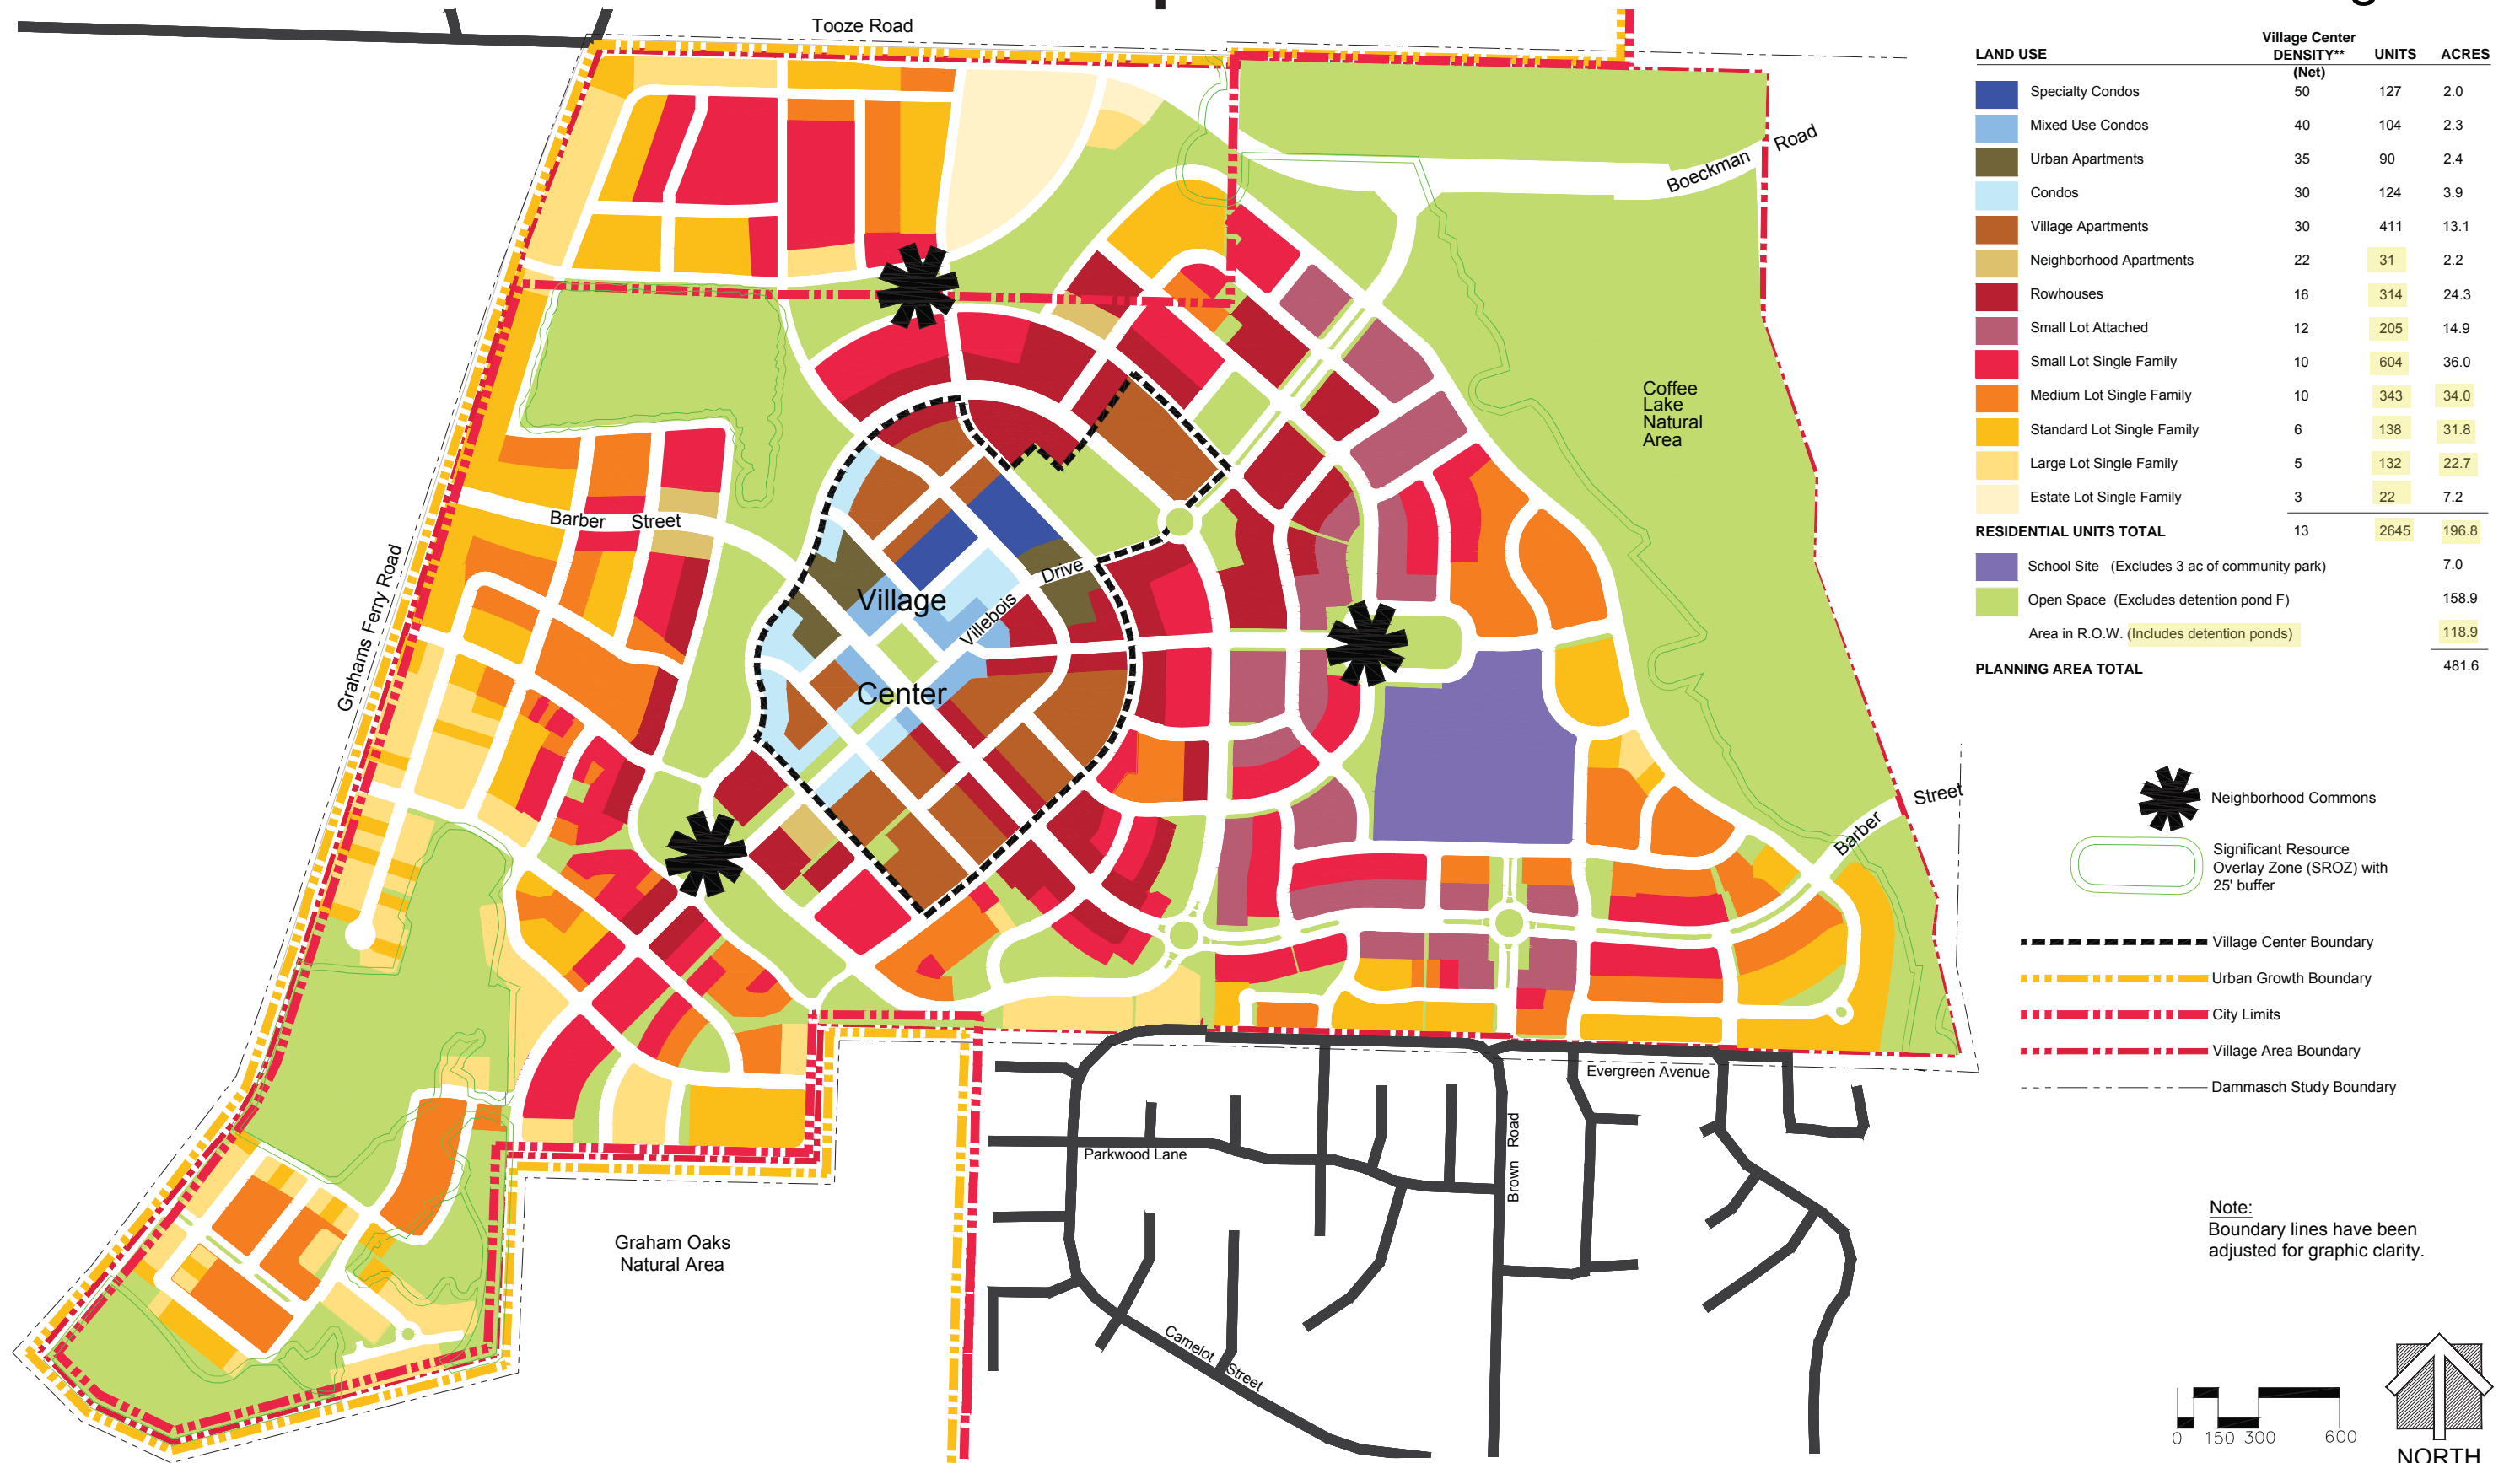 Tooze Road
Boeckman
Road
Coffee
Lake
Natural
Area
Grahams Ferry Road
Barber Street
Village
Center
Villebois
Drive
Barber
Street
Evergreen Avenue
Parkwood Lane
Brown Road
Camelot
Street
Graham Oaks
Natural Area
LAND USE Village Center DENSITY** (Net) UNITS ACRES
Specialty Condos 50 127 2.0
Mixed Use Condos 40 104 2.3
Urban Apartments 35 90 2.4
Condos 30 124 3.9
Village Apartments 30 411 13.1
Neighborhood Apartments 22 31 2.2
Rowhouses 16 314 24.3
Small Lot Attached 12 205 14.9
Small Lot Single Family 10 604 36.0
Medium Lot Single Family 10 343 34.0
Standard Lot Single Family 6 138 31.8
Large Lot Single Family 5 132 22.7
Estate Lot Single Family 3 22 7.2
RESIDENTIAL UNITS TOTAL 13 2645 196.8
School Site (Excludes 3 ac of community park) 7.0
Open Space (Excludes detention pond F) 158.9
Area in R.O.W. (Includes detention ponds) 118.9
PLANNING AREA TOTAL 481.6
Neighborhood Commons
Significant Resource
Overlay Zone (SROZ) with
25' buffer
Village Center Boundary
Urban Growth Boundary
City Limits
Village Area Boundary
Dammasch Study Boundary
Note:
Boundary lines have been
adjusted for graphic clarity.
0 150 300 600
NORTH